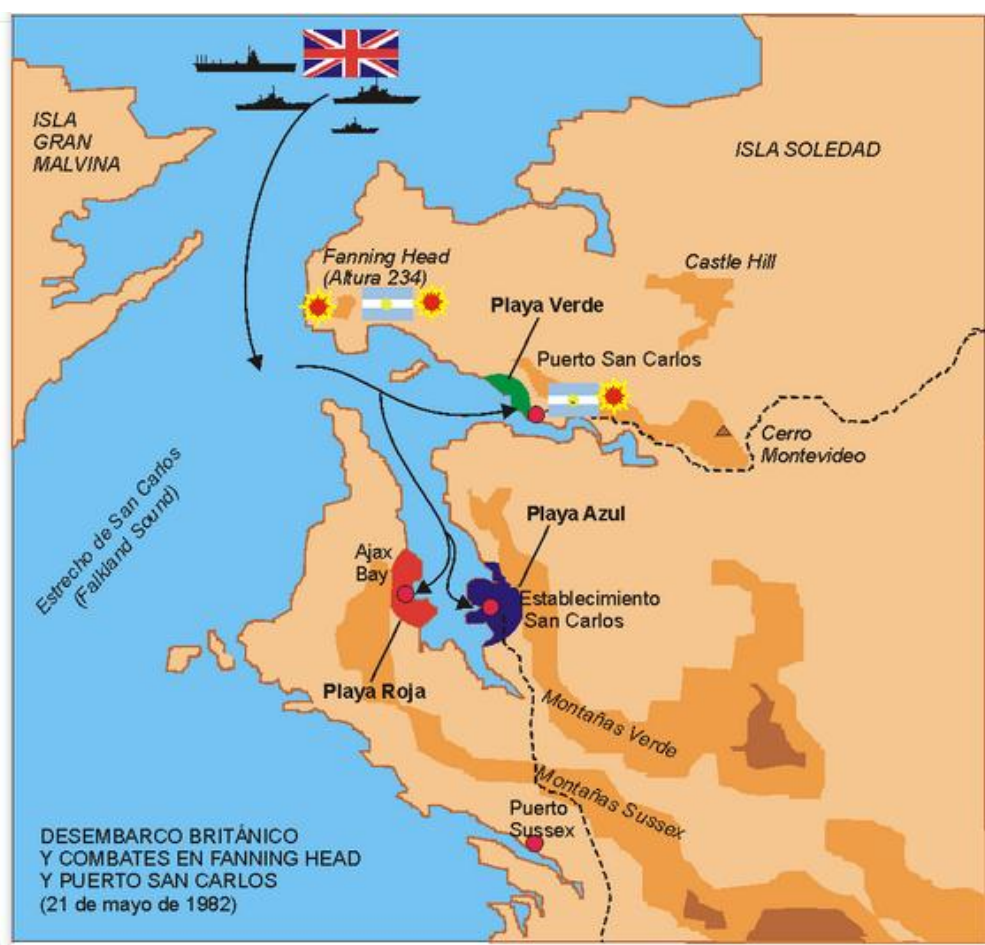 ISLA
GRAN
MALVINA
ISLA SOLEDAD
Fanning Head
(Altura 234)
Castle Hill
Playa Verde
Puerto San Carlos
Cerro
Montevideo
Estrecho de San Carlos
(Falkland Sound)
Playa Azul
Ajax
Bay
Establecimiento
San Carlos
Playa Roja
Montañas Verde
Montañas Sussex
Puerto
Sussex
DESEMBARCO BRITÁNICO
Y COMBATES EN FANNING HEAD
Y PUERTO SAN CARLOS
(21 de mayo de 1982)